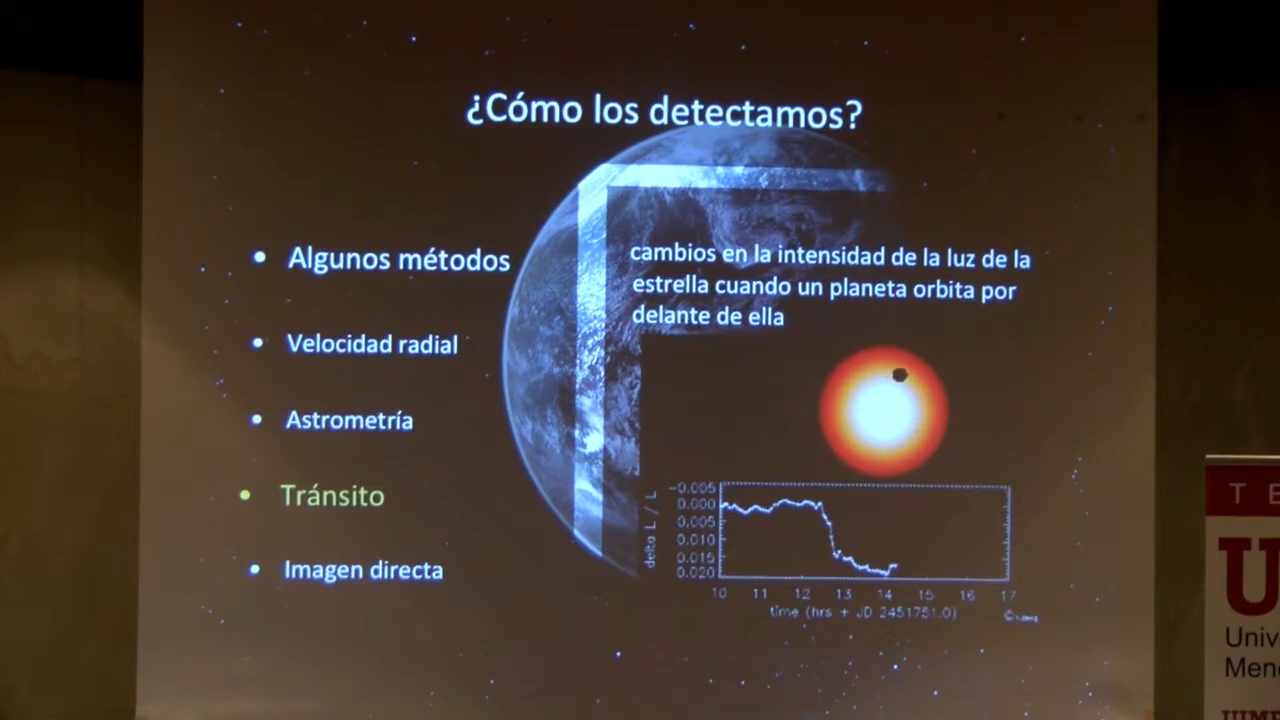 ¿Cómo los detectamos?
• Algunos métodos
• Velocidad radial
• Astrometría
• Tránsito
• Imagen directa
cambios en la intensidad de la luz de la
estrella cuando un planeta orbita por
delante de ella
delta L / L
-0.005
0.000
0.005
0.010
0.015
0.020
10 11 12 13 14 15 16 17
time (hrs + JD 2451751.0)
T E
U
Univ
Men
UIMP